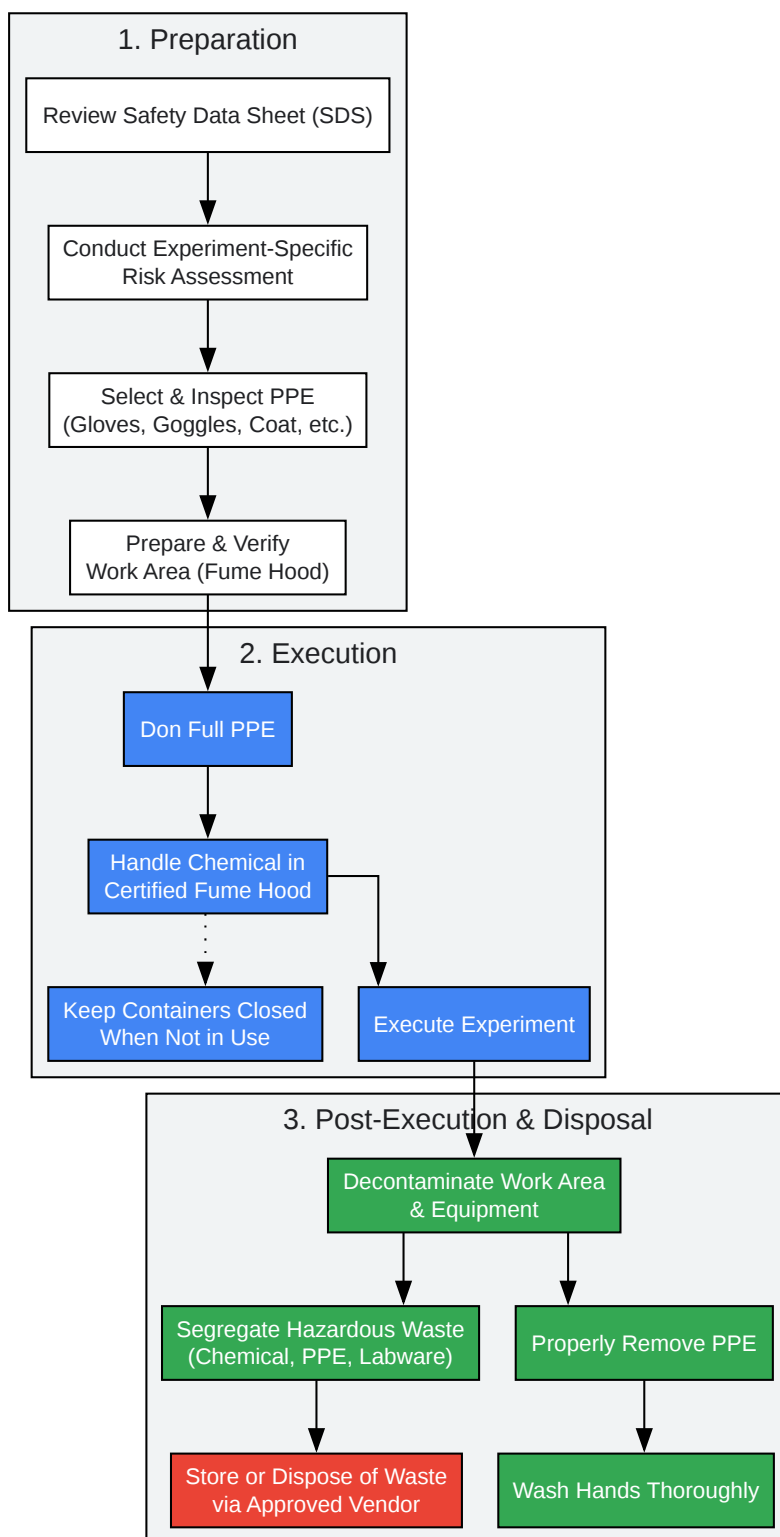 1. Preparation
Review Safety Data Sheet (SDS)
Conduct Experiment-Specific
Risk Assessment
Select & Inspect PPE
(Gloves, Goggles, Coat, etc.)
Prepare & Verify
Work Area (Fume Hood)
2. Execution
Don Full PPE
Handle Chemical in
Certified Fume Hood
Keep Containers Closed
When Not in Use
Execute Experiment
3. Post-Execution & Disposal
Decontaminate Work Area
& Equipment
Segregate Hazardous Waste
(Chemical, PPE, Labware)
Properly Remove PPE
Store or Dispose of Waste
via Approved Vendor
Wash Hands Thoroughly